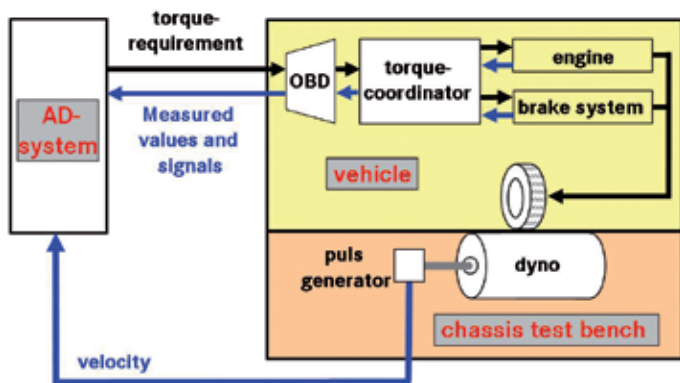 torque-
requirement
OBD
torque-
coordinator
engine
brake system
AD-
system
Measured
values and
signals
vehicle
puls
generator
dyno
chassis test bench
velocity